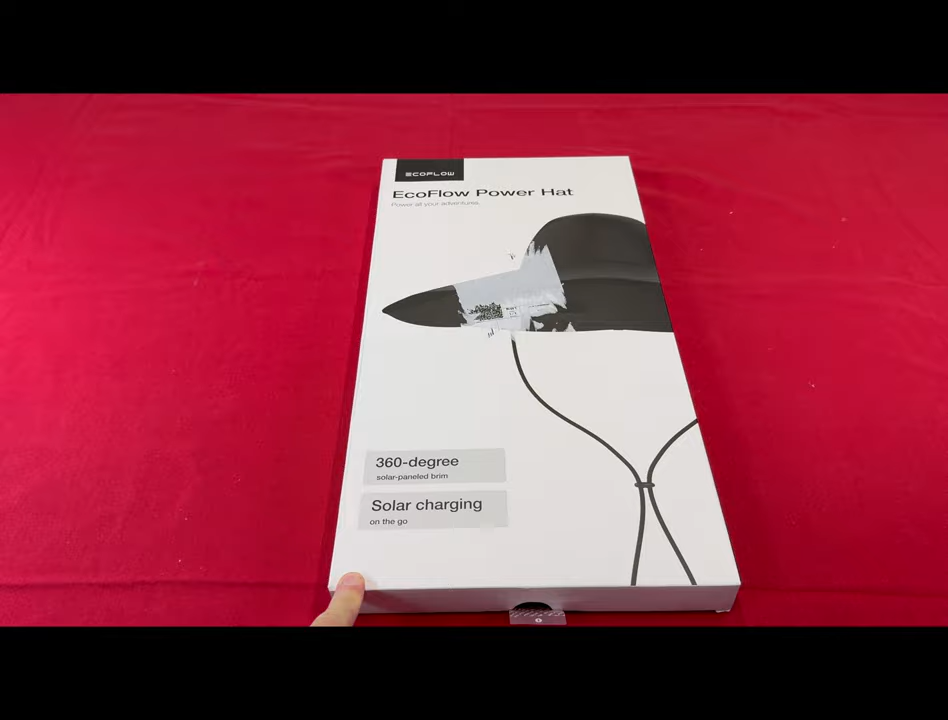 ECOFLOW
EcoFlow Power Hat
Power all your adventures.
360-degree
solar-paneled brim
Solar charging
on the go